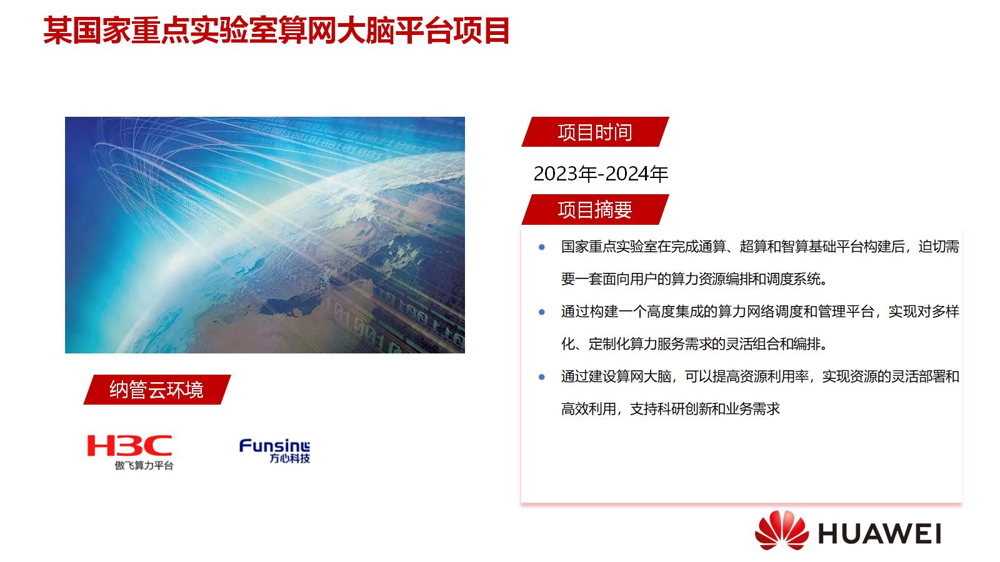 某国家重点实验室算网大脑平台项目
项目时间
2023年-2024年
项目摘要
国家重点实验室在完成通算、超算和智算基础平台构建后，迫切需
要一套面向用户的算力资源编排和调度系统。
通过构建一个高度集成的算力网络调度和管理平台，实现对多样
化、定制化算力服务需求的灵活组合和编排。
通过建设算网大脑，可以提高资源利用率，实现资源的灵活部署和
高效利用，支持科研创新和业务需求
纳管云环境
H3C
傲飞算力平台
Funsine
方心科技
HUAWEI